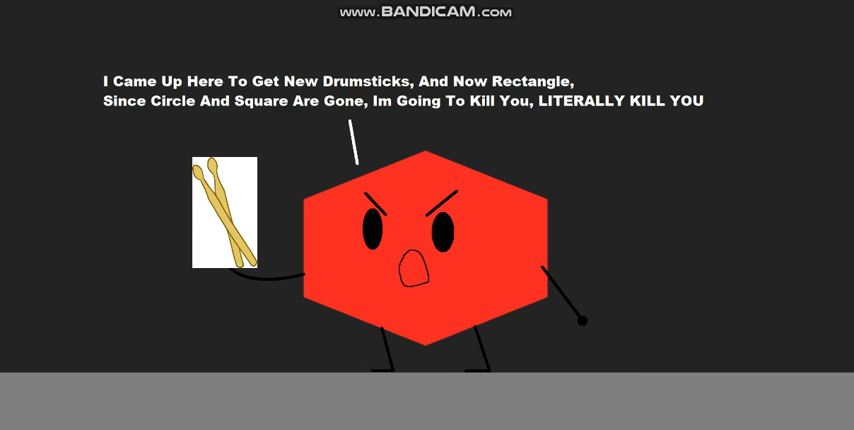 www.BANDICAM.com
I Came Up Here To Get New Drumsticks, And Now Rectangle,
Since Circle And Square Are Gone, Im Going To Kill You, LITERALLY KILL YOU